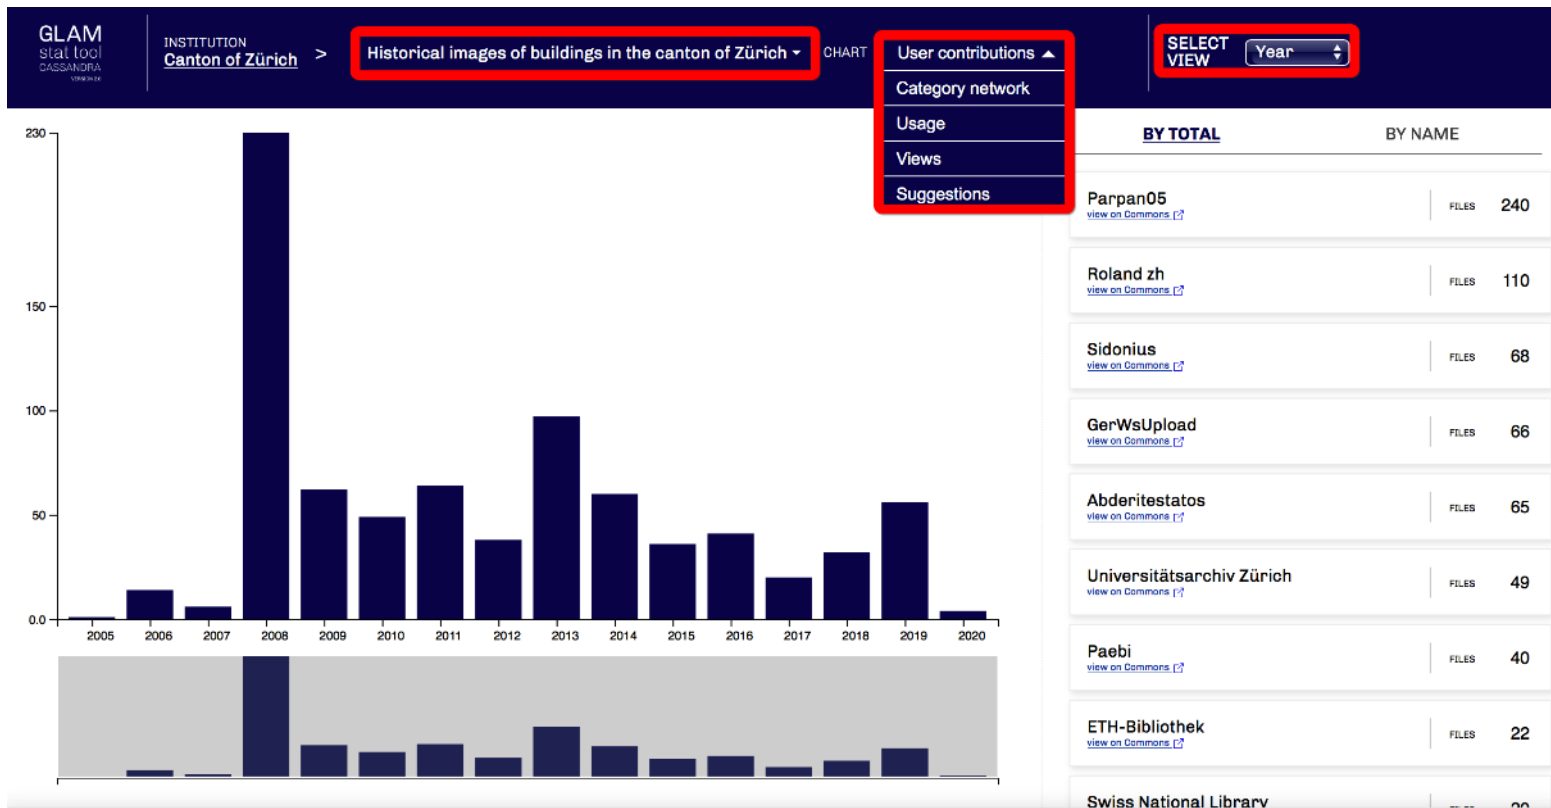 GLAM
stat tool
CASSANDRA
INSTITUTION
Canton of Zürich
>
Historical images of buildings in the canton of Zürich
CHART
User contributions
Category network
Usage
Views
Suggestions
SELECT
VIEW
Year
230
150
100
50
0.0
2005 2006 2007 2008 2009 2010 2011 2012 2013 2014 2015 2016 2017 2018 2019 2020
BY TOTAL BY NAME
Parpan05
view on Commons
FILES 240
Roland zh
view on Commons
FILES 110
Sidonius
view on Commons
FILES 68
GerWsUpload
view on Commons
FILES 66
Abderitestatos
view on Commons
FILES 65
Universitätsarchiv Zürich
view on Commons
FILES 49
Paebi
view on Commons
FILES 40
ETH-Bibliothek
view on Commons
FILES 22
Swiss National Library